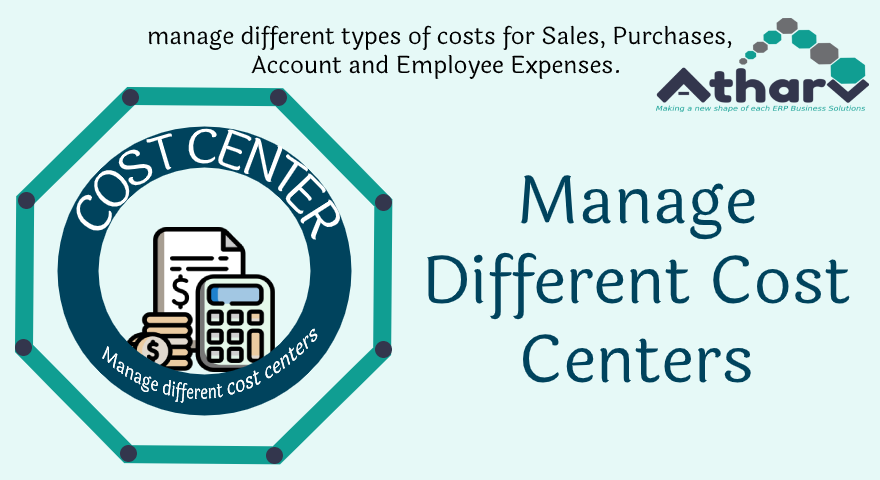 manage different types of costs for Sales, Purchases,
Account and Employee Expenses.
Atharv
Making a new shape of each ERP Business Solutions
COST CENTER
$
$
Manage different cost centers
Manage
Different Cost
Centers